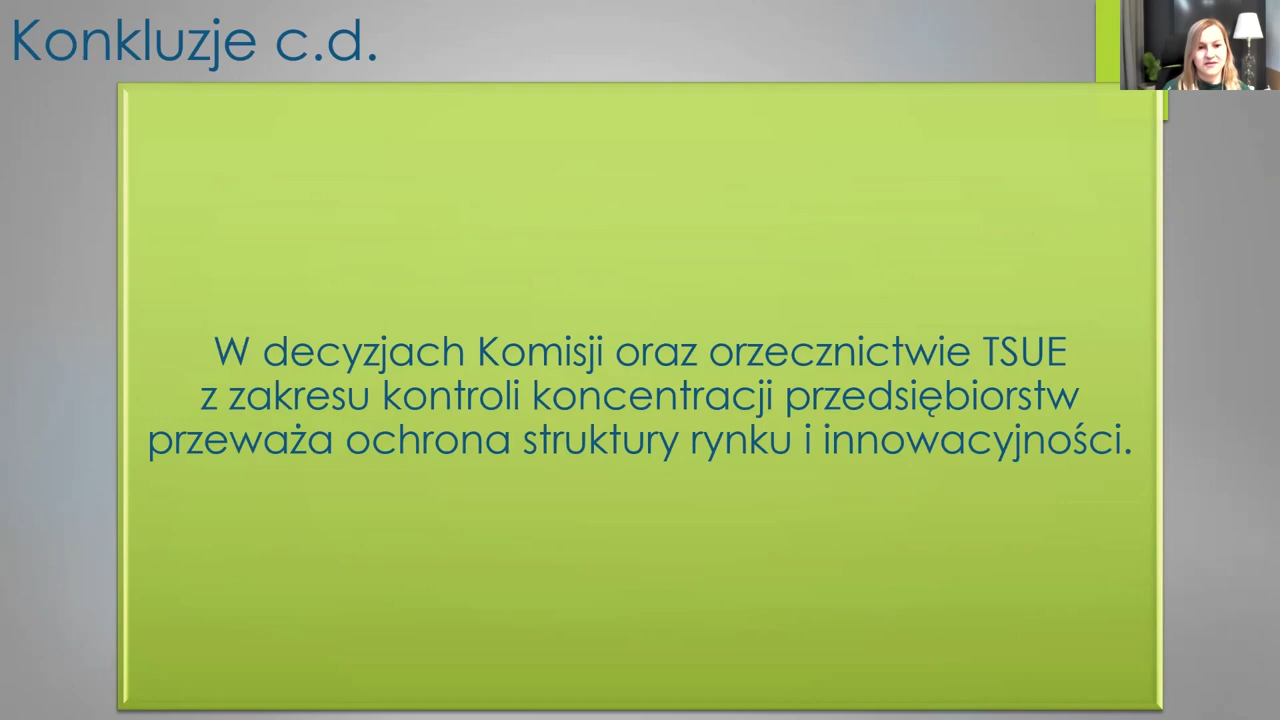 Konkluzje c.d.
W decyzjach Komisji oraz orzecznictwie TSUE
z zakresu kontroli koncentracji przedsiębiorstw
przeważa ochrona struktury rynku i innowacyjności.